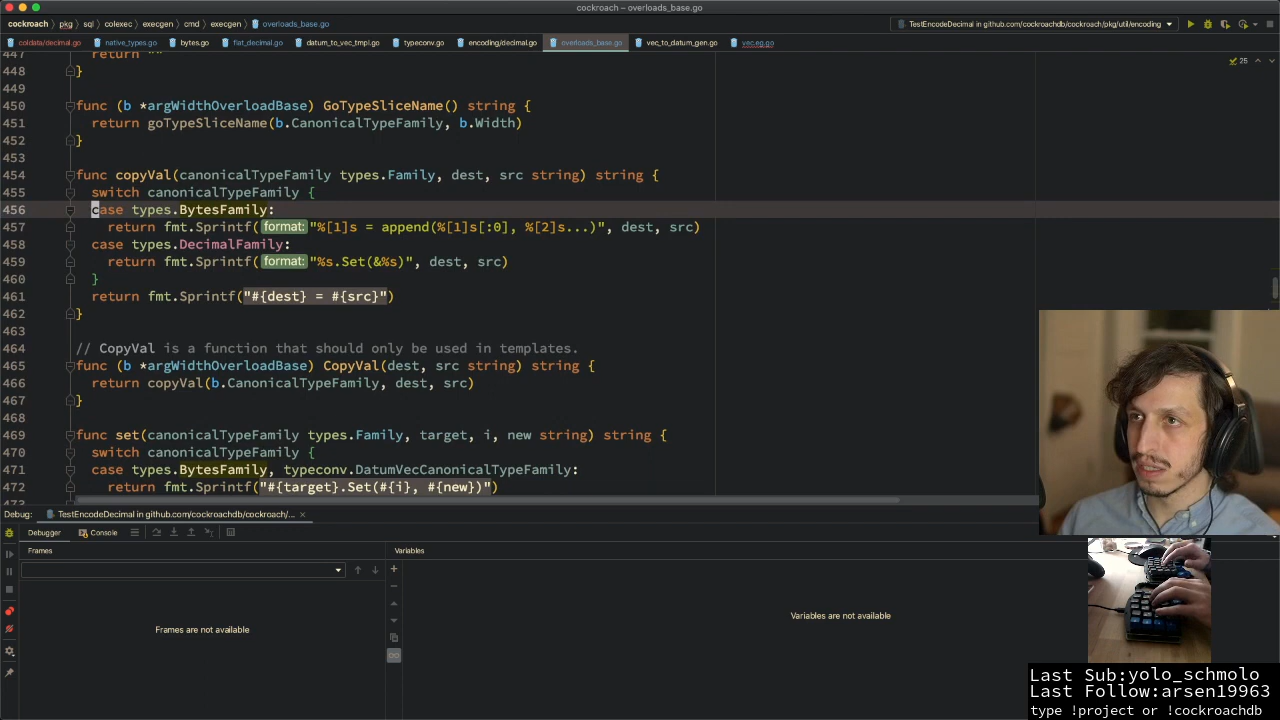 cockroach – overloads_base.go
cockroach › pkg › sql › colexec › execgen › cmd › execgen › overloads_base.go
TestEncodeDecimal in github.com/cockroachdb/cockroach/pkg/util/encoding
coldata/decimal.go native_types.go bytes.go flat_decimal.go datum_to_vec_tmpl.go typeconv.go encoding/decimal.go overloads_base.go vec_to_datum_gen.go vec.eg.go
447 return ""
25
448 }
449
450 func (b *argWidthOverloadBase) GoTypeSliceName() string {
451 return goTypeSliceName(b.CanonicalTypeFamily, b.Width)
452 }
453
454 func copyVal(canonicalTypeFamily types.Family, dest, src string) string {
455 switch canonicalTypeFamily {
456 case types.BytesFamily:
457 return fmt.Sprintf( format: "%[1]s = append(%[1]s[:0], %[2]s...)", dest, src)
458 case types.DecimalFamily:
459 return fmt.Sprintf( format: "%s.Set(&%s)", dest, src)
460 }
461 return fmt.Sprintf("#{dest} = #{src}")
462 }
463
464 // CopyVal is a function that should only be used in templates.
465 func (b *argWidthOverloadBase) CopyVal(dest, src string) string {
466 return copyVal(b.CanonicalTypeFamily, dest, src)
467 }
468
469 func set(canonicalTypeFamily types.Family, target, i, new string) string {
470 switch canonicalTypeFamily {
471 case types.BytesFamily, typeconv.DatumVecCanonicalTypeFamily:
472 return fmt.Sprintf("#{target}.Set(#{i}, #{new})")
Debug: TestEncodeDecimal in github.com/cockroachdb/cockroach/...
Debugger Console
Frames Variables
Frames are not available
Variables are not available
Last Sub:yolo_schmolo
Last Follow:arsen19963
type !project or !cockroachdb